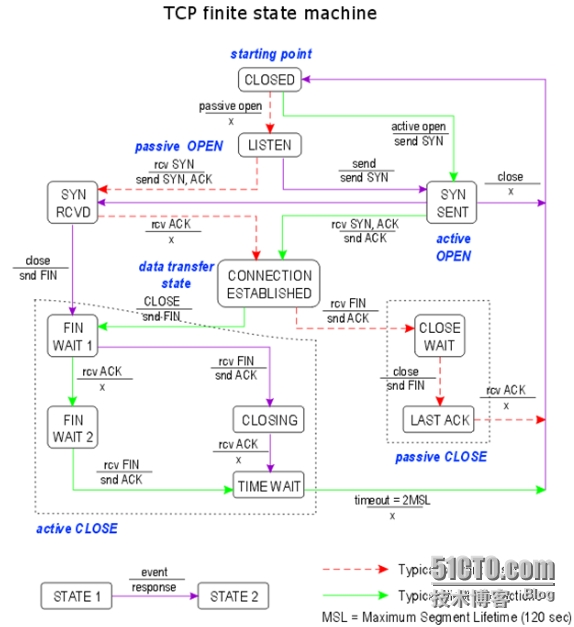 TCP finite state machine
starting point
CLOSED
passive open
x
active open
send SYN
passive OPEN
LISTEN
rcv SYN
send SYN, ACK
send
send SYN
close
x
SYN
RCVD
SYN
SENT
rcv ACK
x
rcv SYN, ACK
snd ACK
active
OPEN
close
snd FIN
data transfer
state
CONNECTION
ESTABLISHED
CLOSE
snd FIN
rcv FIN
snd ACK
FIN
WAIT 1
CLOSE
WAIT
rcv FIN
snd ACK
rcv ACK
x
close
snd FIN
rcv ACK
x
FIN
WAIT 2
CLOSING
LAST ACK
rcv ACK
x
passive CLOSE
rcv FIN
snd ACK
TIME WAIT
timeout = 2MSL
x
active CLOSE
51CTO.com
技术博客 Blog
STATE 1
event
response
STATE 2
MSL = Maximum Segment Lifetime (120 sec)